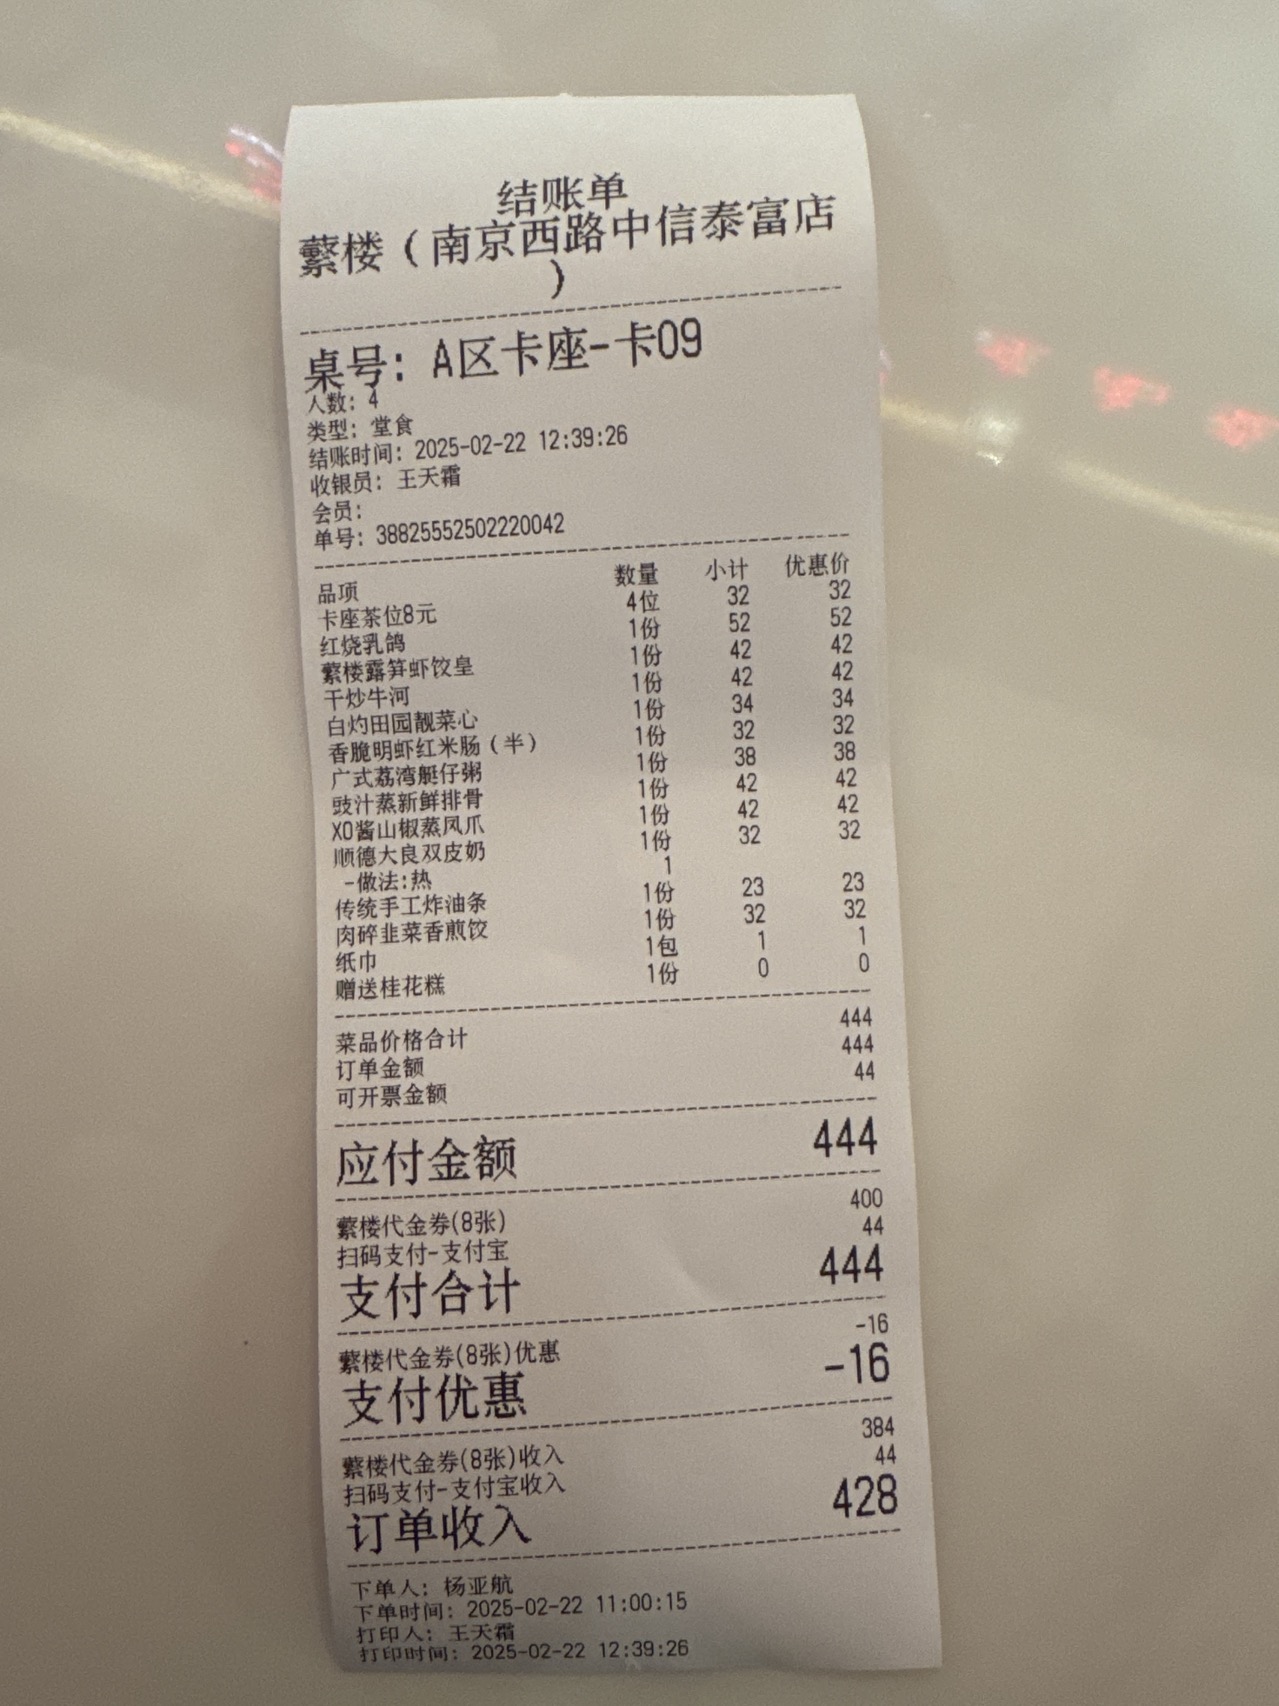 结账单
蘩楼（南京西路中信泰富店
）
桌号: A区卡座-卡09
人数: 4
类型: 堂食
结账时间: 2025-02-22 12:39:26
收银员: 王天霜
会员:
单号: 38825552502220042
品项 数量 小计 优惠价
卡座茶位8元 4位 32 32
红烧乳鸽 1份 52 52
蘩楼露笋虾饺皇 1份 42 42
干炒牛河 1份 42 42
白灼田园靓菜心 1份 34 34
香脆明虾红米肠（半） 1份 32 32
广式荔湾艇仔粥 1份 38 38
豉汁蒸新鲜排骨 1份 42 42
XO酱山椒蒸凤爪 1份 42 42
顺德大良双皮奶 1份 32 32
-做法:热 1
传统手工炸油条 1份 23 23
肉碎韭菜香煎饺 1份 32 32
纸巾 1包 1 1
赠送桂花糕 1份 0 0
菜品价格合计 444
订单金额 444
可开票金额 44
应付金额 444
蘩楼代金券(8张) 400
扫码支付-支付宝 44
支付合计 444
蘩楼代金券(8张)优惠 -16
支付优惠 -16
蘩楼代金券(8张)收入 384
扫码支付-支付宝收入 44
订单收入 428
下单人: 杨亚航
下单时间: 2025-02-22 11:00:15
打印人: 王天霜
打印时间: 2025-02-22 12:39:26